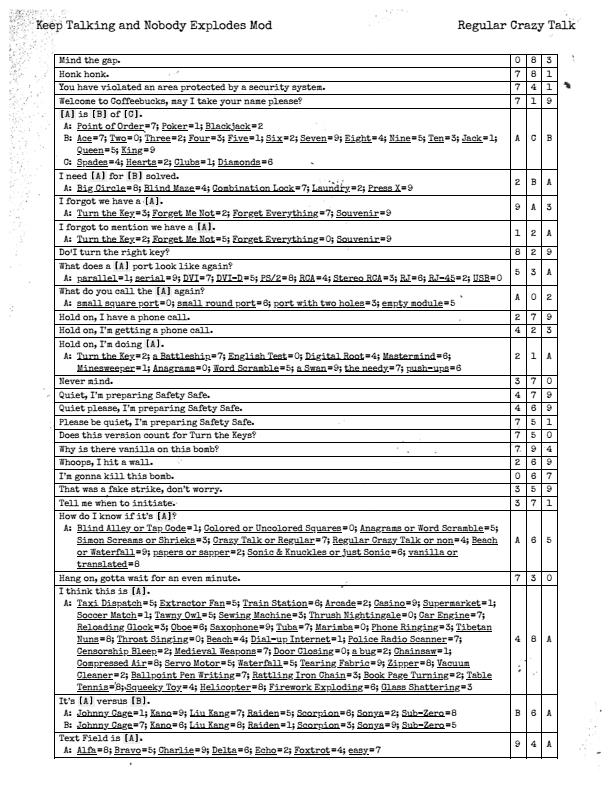 Keep Talking and Nobody Explodes Mod Regular Crazy Talk
Mind the gap. 0 8 3
Honk honk. 7 8 1
You have violated an area protected by a security system. 7 4 1
Welcome to Coffeebucks, may I take your name please? 7 1 9
[A] is [B] of [C].
A: Point of Order=7; Poker=1; Blackjack=2
B: Ace=7; Two=0; Three=2; Four=3; Five=1; Six=2; Seven=9; Eight=4; Nine=5; Ten=3; Jack=1; A C B
Queen=5; King=9
C: Spades=4; Hearts=2; Clubs=1; Diamonds=6
I need [A] for [B] solved. 2 B A
A: Big Circle=8; Blind Maze=4; Combination Lock=7; Laundry=2; Press X=9
I forgot we have a [A]. 9 A 3
A: Turn the Key=3; Forget Me Not=2; Forget Everything=7; Souvenir=9
I forgot to mention we have a [A]. 1 2 A
A: Turn the Key=2; Forget Me Not=5; Forget Everything=0; Souvenir=9
Do I turn the right key? 8 2 9
What does a [A] port look like again? 5 3 A
A: parallel=1; serial=9; DVI=7; DVI-D=5; PS/2=8; RCA=4; Stereo RCA=3; RJ=6; RJ-45=2; USB=0
What do you call the [A] again? A 0 2
A: small square port=0; small round port=6; port with two holes=3; empty module=5
Hold on, I have a phone call. 2 7 9
Hold on, I'm getting a phone call. 4 2 3
Hold on, I'm doing [A].
A: Turn the Key=2; a Battleship=7; English Test=0; Digital Root=4; Mastermind=6; 2 1 A
Minesweeper=1; Anagrams=0; Word Scramble=5; a Swan=9; the needy=7; push-ups=6
Never mind. 3 7 0
Quiet, I'm preparing Safety Safe. 4 7 9
Quiet please, I'm preparing Safety Safe. 4 6 9
Please be quiet, I'm preparing Safety Safe. 7 5 1
Does this version count for Turn the Keys? 7 5 0
Why is there vanilla on this bomb? 7 9 4
Whoops, I hit a wall. 2 6 9
I'm gonna kill this bomb. 0 6 7
That was a fake strike, don't worry. 3 5 9
Tell me when to initiate. 3 7 1
How do I know if it's [A]?
A: Blind Alley or Tap Code=1; Colored or Uncolored Squares=0; Anagrams or Word Scramble=5;
Simon Screams or Shrieks=3; Crazy Talk or Regular=7; Regular Crazy Talk or non=4; Beach A 6 5
or Waterfall=9; papers or sapper=2; Sonic & Knuckles or just Sonic=6; vanilla or
translated=8
Hang on, gotta wait for an even minute. 7 3 0
I think this is [A].
A: Taxi Dispatch=5; Extractor Fan=5; Train Station=6; Arcade=2; Casino=9; Supermarket=1;
Soccer Match=1; Tawny Owl=5; Sewing Machine=3; Thrush Nightingale=0; Car Engine=7;
Reloading Glock=3; Oboe=6; Saxophone=9; Tuba=7; Marimba=0; Phone Ringing=3; Tibetan
Nuns=8; Throat Singing=0; Beach=4; Dial-up Internet=1; Police Radio Scanner=7; 4 8 A
Censorship Bleep=2; Medieval Weapons=7; Door Closing=0; a bug=2; Chainsaw=1;
Compressed Air=8; Servo Motor=5; Waterfall=5; Tearing Fabric=9; Zipper=8; Vacuum
Cleaner=2; Ballpoint Pen Writing=7; Rattling Iron Chain=3; Book Page Turning=2; Table
Tennis=8; Squeeky Toy=4; Helicopter=8; Firework Exploding=6; Glass Shattering=3
It's [A] versus [B].
A: Johnny Cage=1; Kano=9; Liu Kang=7; Raiden=5; Scorpion=6; Sonya=2; Sub-Zero=8 B 6 A
B: Johnny Cage=7; Kano=6; Liu Kang=8; Raiden=1; Scorpion=3; Sonya=9; Sub-Zero=5
Text Field is [A]. 9 4 A
A: Alfa=8; Bravo=5; Charlie=9; Delta=6; Echo=2; Foxtrot=4; easy=7